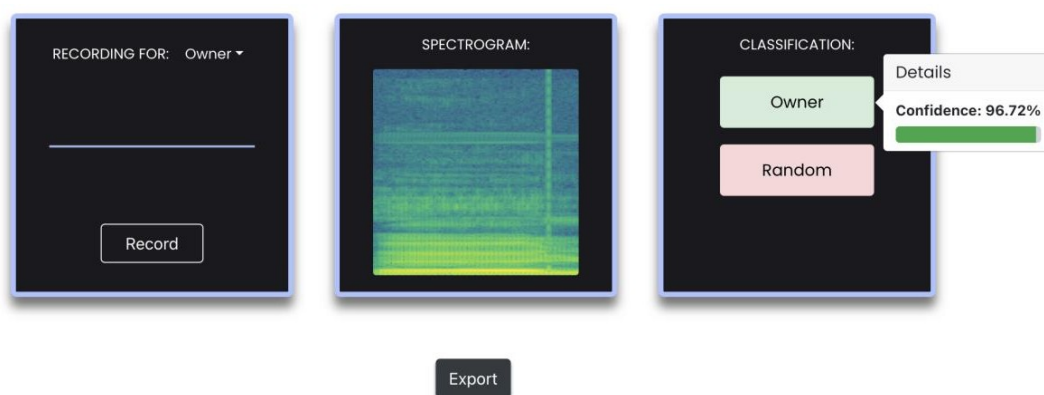 RECORDING FOR: Owner
Record
SPECTROGRAM:
CLASSIFICATION:
Owner
Random
Details
Confidence: 96.72%
Export